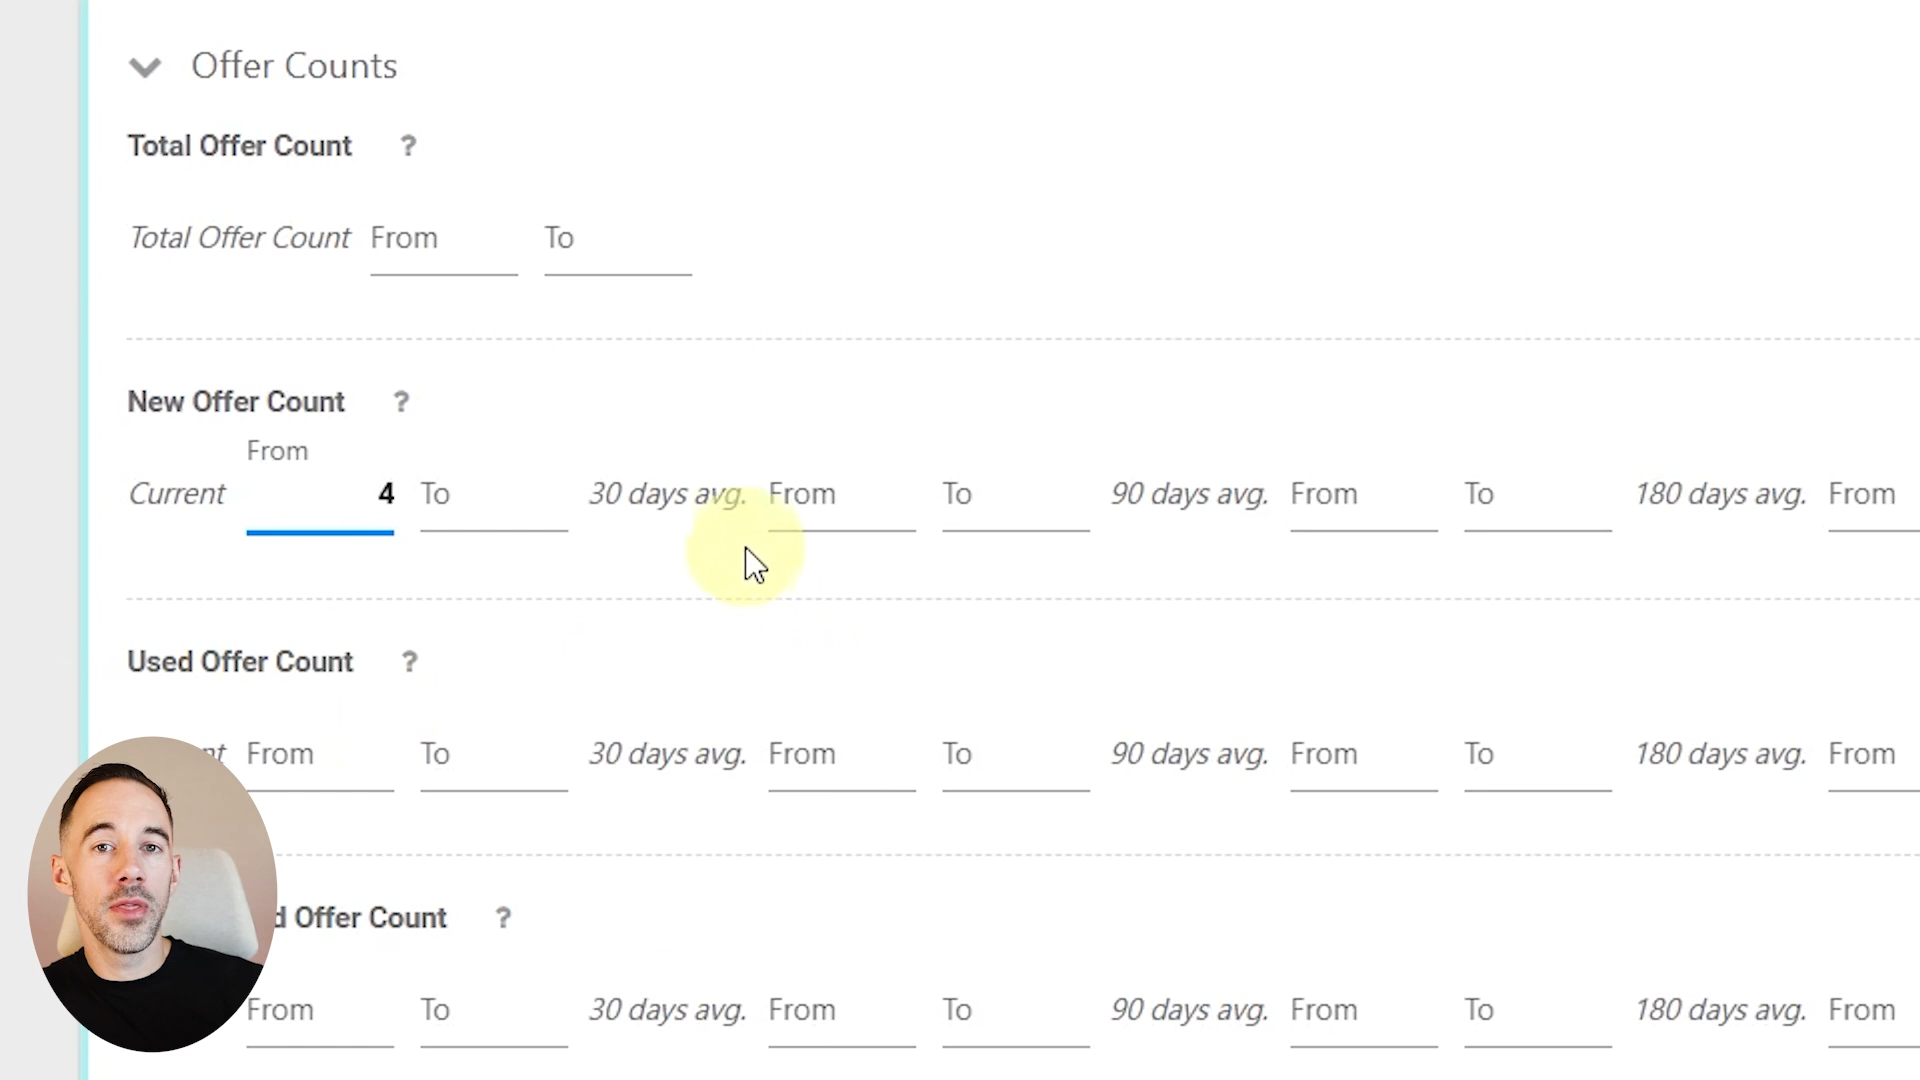 Offer Counts
Total Offer Count ?
Total Offer Count From To
New Offer Count ?
From
Current 4 To 30 days avg. From To 90 days avg. From To 180 days avg. From
Used Offer Count ?
nt From To 30 days avg. From To 90 days avg. From To 180 days avg. From
d Offer Count ?
From To 30 days avg. From To 90 days avg. From To 180 days avg. From